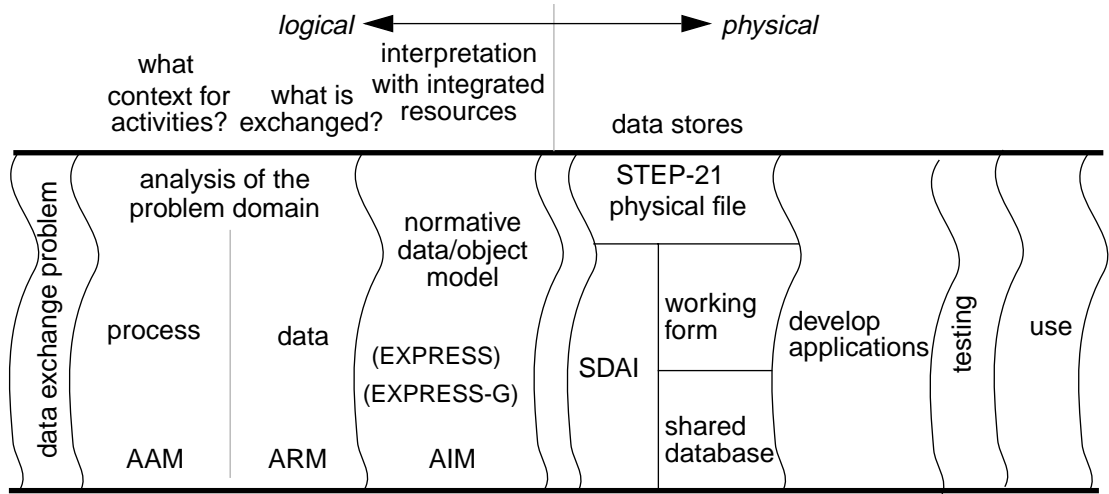 logical
physical
what
context for
activities?
what is
exchanged?
interpretation
with integrated
resources
data stores
data exchange problem
analysis of the
problem domain
process
AAM
data
ARM
normative
data/object
model
(EXPRESS)
(EXPRESS-G)
AIM
STEP-21
physical file
SDAI
working
form
shared
database
develop
applications
testing
use